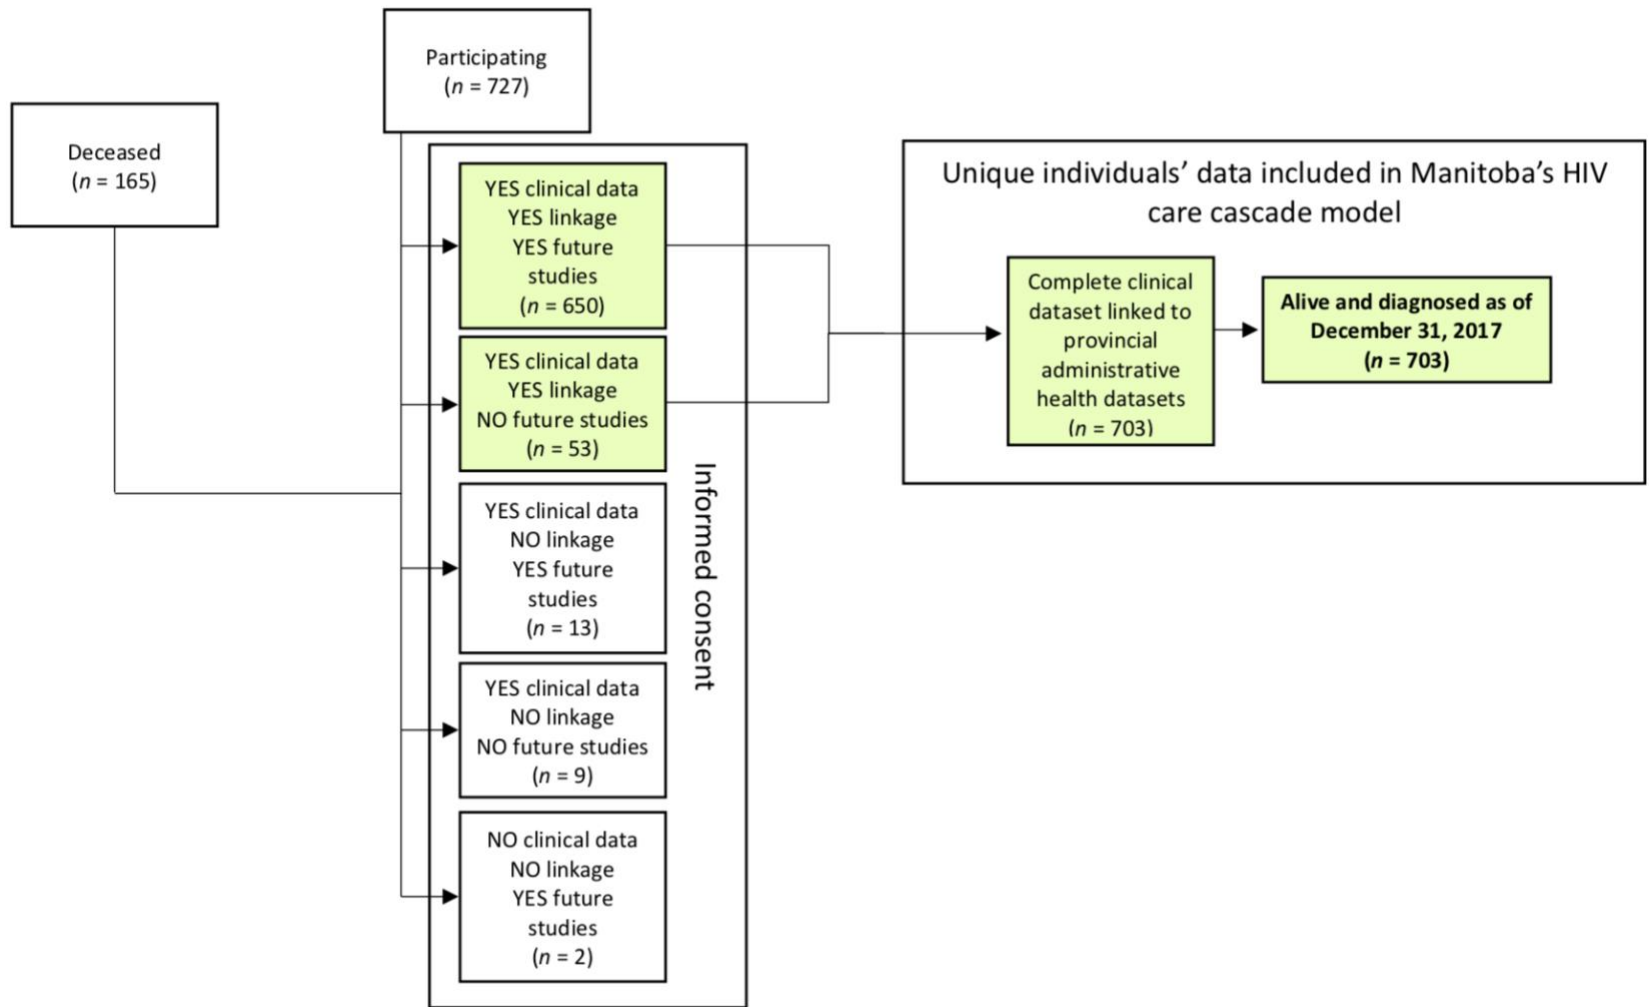 Participating
(n = 727)
Deceased
(n = 165)
YES clinical data
YES linkage
YES future
studies
(n = 650)
YES clinical data
YES linkage
NO future studies
(n = 53)
YES clinical data
NO linkage
YES future
studies
(n = 13)
YES clinical data
NO linkage
NO future studies
(n = 9)
NO clinical data
NO linkage
YES future
studies
(n = 2)
Informed consent
Unique individuals’ data included in Manitoba’s HIV
care cascade model
Complete clinical
dataset linked to
provincial
administrative
health datasets
(n = 703)
Alive and diagnosed as of
December 31, 2017
(n = 703)